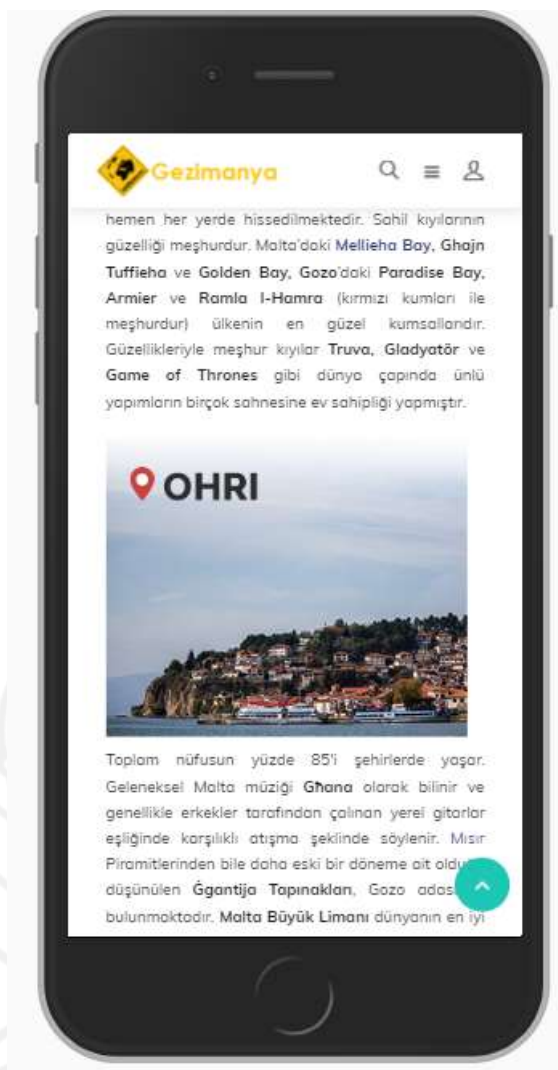 Gezimanya
hemen her yerde hissedilmektedir. Sahil kıyılarının
güzelliği meşhurdur. Malta'daki Mellieha Bay, Ghajn
Tuffieha ve Golden Bay, Gozo'daki Paradise Bay,
Armier ve Ramla l-Hamra (kırmızı kumları ile
meşhurdur) ülkenin en güzel kumsallarıdır.
Güzellikleriyle meşhur kıyılar Truva, Gladyatör ve
Game of Thrones gibi dünya çapında ünlü
yapımların birçok sahnesine ev sahipliği yapmıştır.
OHRI
Toplam nüfusun yüzde 85'i şehirlerde yaşar.
Geleneksel Malta müziği Għana olarak bilinir ve
genellikle erkekler tarafından çalınan yerel gitarlar
eşliğinde karşılıklı atışma şeklinde söylenir. Mısır
Piramitlerinden bile daha eski bir döneme ait
düşünülen Ġgantija Tapınakları, Gozo
bulunmaktadır. Malta Büyük Limanı dünyanın en iyi